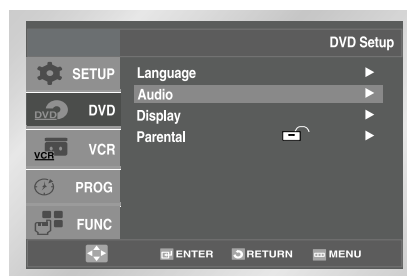 DVD Setup
SETUP
DVD DVD
VCR VCR
PROG
FUNC
Language ►
Audio ►
Display ►
Parental ►
ENTER RETURN MENU